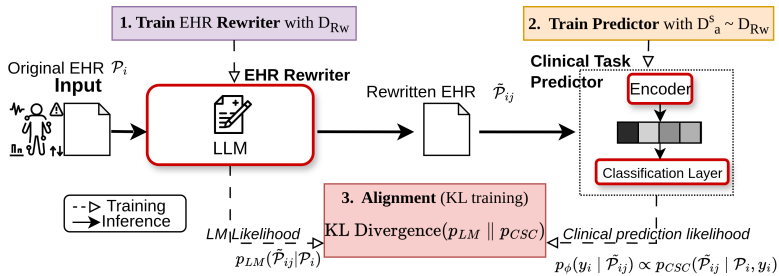 1. Train EHR Rewriter with D_Rw
2. Train Predictor with D^s_a ~ D_Rw
Original EHR 𝒫_i
Input
EHR Rewriter
LLM
Rewritten EHR 𝒫̃_ij
Clinical Task
Predictor
Encoder
Classification Layer
Training
Inference
3. Alignment (KL training)
KL Divergence(p_LM ∥ p_CSC)
LM Likelihood
p_LM(𝒫̃_ij|𝒫_i)
Clinical prediction likelihood
p_ϕ(y_i | 𝒫̃_ij) ∝ p_CSC(𝒫̃_ij | 𝒫_i, y_i)